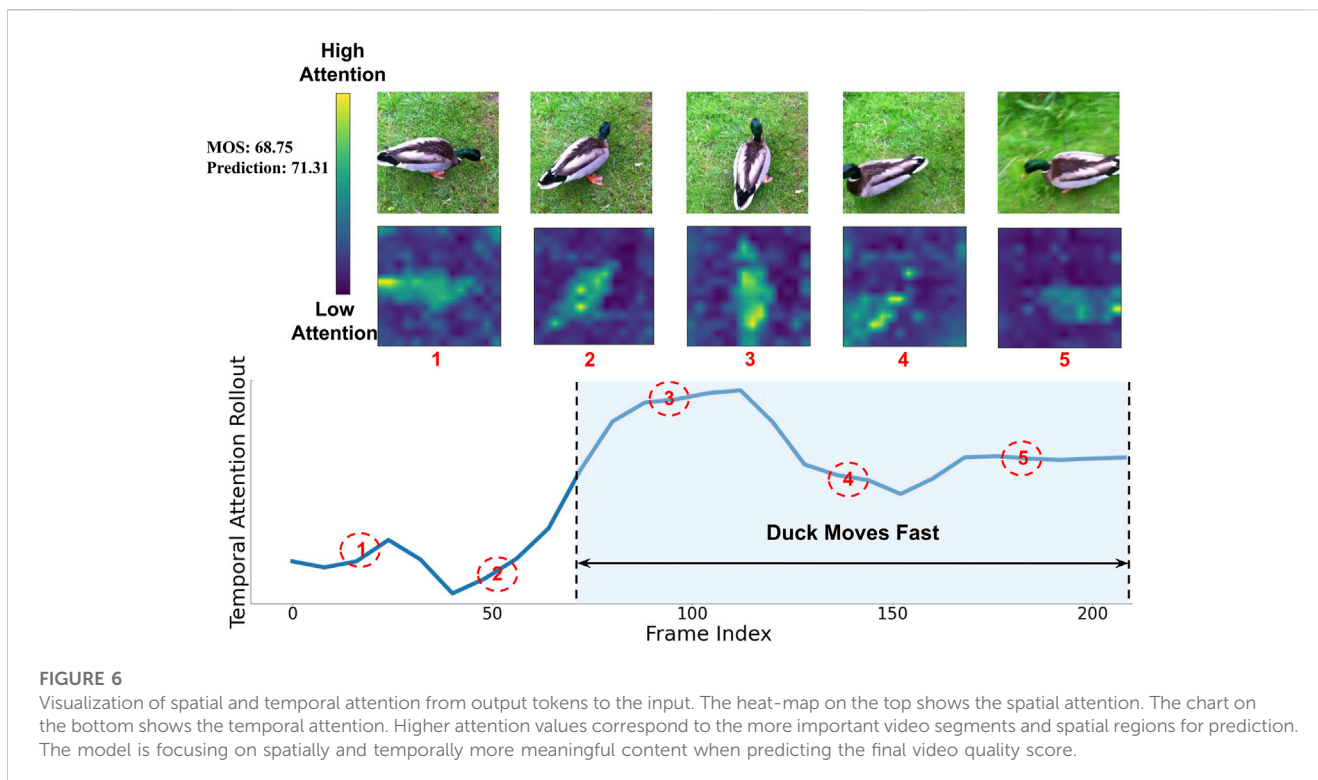 High
Attention
MOS: 68.75
Prediction: 71.31
Low
Attention
1 2 3 4 5
Temporal Attention Rollout
1
2
3
4
5
Duck Moves Fast
0 50 100 150 200
Frame Index
FIGURE 6
Visualization of spatial and temporal attention from output tokens to the input. The heat-map on the top shows the spatial attention. The chart on
the bottom shows the temporal attention. Higher attention values correspond to the more important video segments and spatial regions for prediction.
The model is focusing on spatially and temporally more meaningful content when predicting the final video quality score.